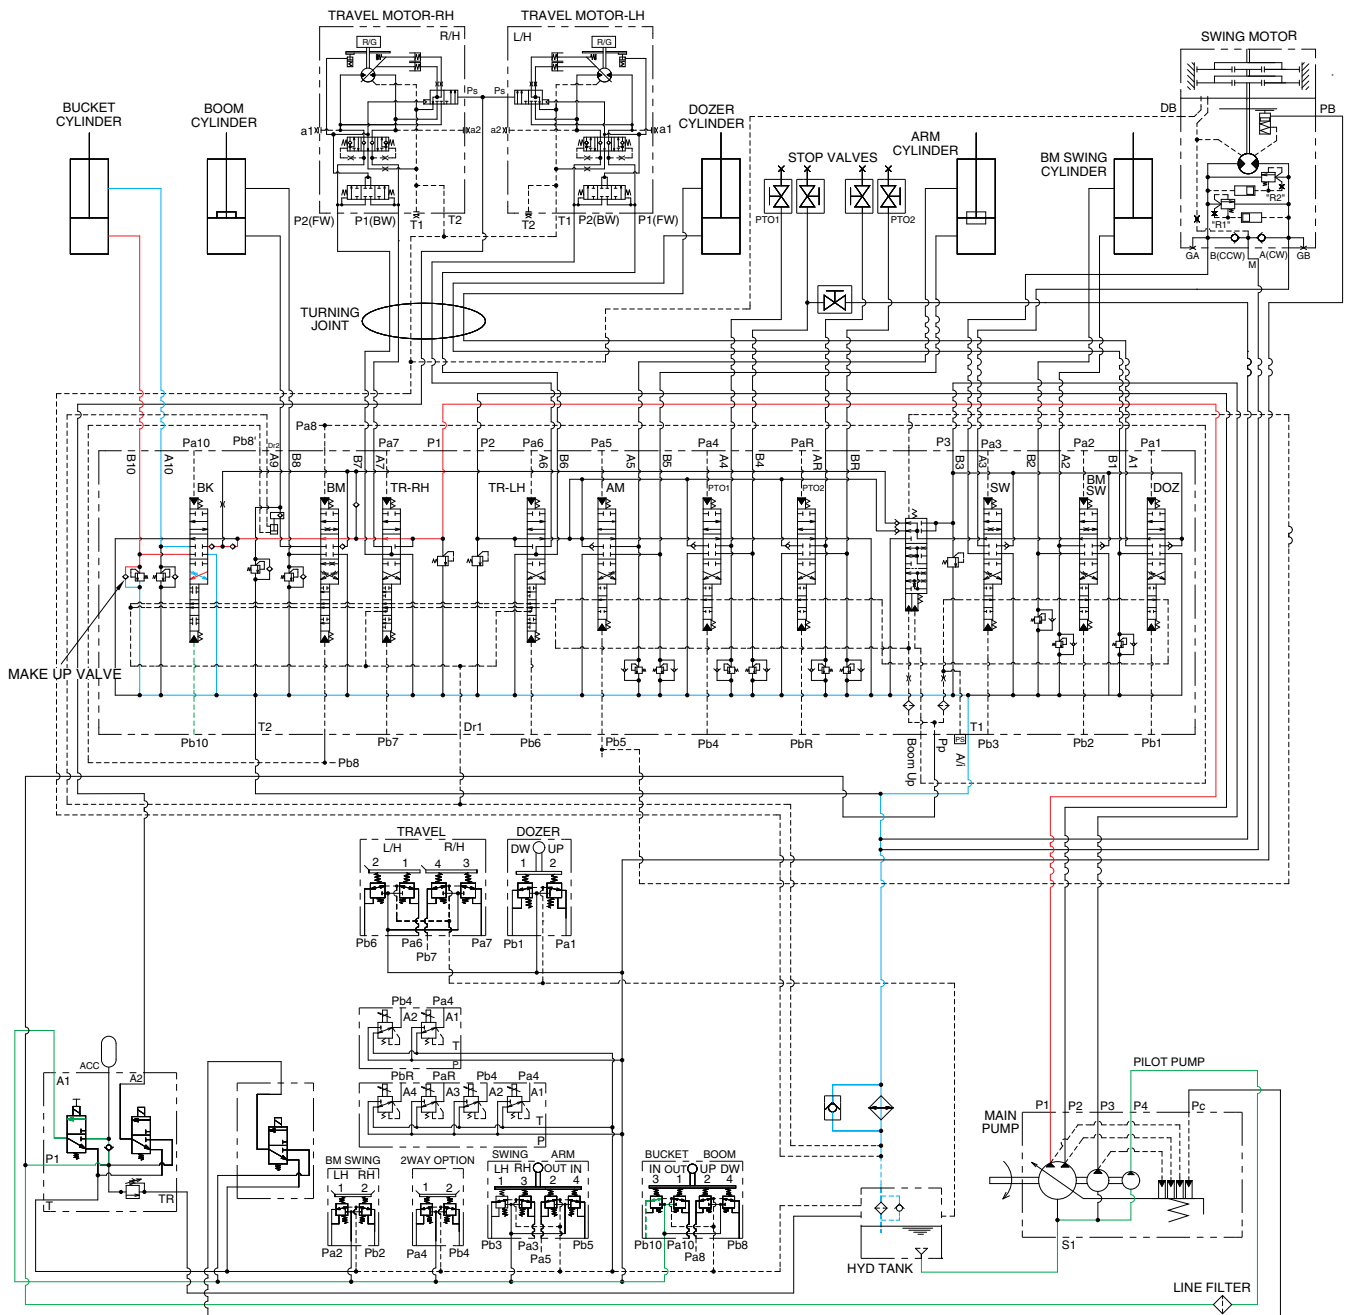 TRAVEL MOTOR-RH
TRAVEL MOTOR-LH
R/H
L/H
R/G
R/G
SWING MOTOR
Ps
Ps
DB
PB
BUCKET
CYLINDER
BOOM
CYLINDER
DOZER
CYLINDER
a1
a2
a2
a1
STOP VALVES
ARM
CYLINDER
BM SWING
CYLINDER
"R2"
"R1"
P2(FW)
P1(BW)
T1
T2
T2
T1
P2(BW)
P1(FW)
PTO1
PTO2
GA
B(CCW)
M
A(CW)
GB
TURNING
JOINT
Pa10
Pb8'
Dr2
Pa8
Pa7
P1
P2
Pa6
Pa5
Pa4
PaR
P3
Pa3
Pa2
Pa1
B10
A10
A9
B8
B7
A7
A6
B6
A5
B5
A4
B4
AR
BR
B3
A3
B2
A2
B1
A1
BK
BM
TR-RH
TR-LH
AM
PTO1
PTO2
SW
BM
SW
DOZ
MAKE UP VALVE
T2
Dr1
T1
Pb10
Pb8
Pb7
Pb6
Pb5
Pb4
PbR
Boom Up
Pp
PS
A/i
Pb3
Pb2
Pb1
TRAVEL
L/H
R/H
2
1
4
3
Pb6
Pa6
Pb7
Pa7
DOZER
DW
UP
1
2
Pb1
Pa1
Pb4
Pa4
A2
A1
T
P
PbR
PaR
Pb4
Pa4
A4
A3
A2
A1
T
P
ACC
A1
A2
P1
T
TR
BM SWING
LH
RH
1
2
Pa2
Pb2
2WAY OPTION
1
2
Pa4
Pb4
SWING
ARM
LH
RH
OUT
IN
1
3
2
4
Pb3
Pa3
Pa5
Pb5
BUCKET
BOOM
IN
OUT
UP
DW
3
1
2
4
Pb10
Pa10
Pa8
Pb8
HYD TANK
PILOT PUMP
MAIN
PUMP
P1
P2
P3
P4
Pc
S1
LINE FILTER